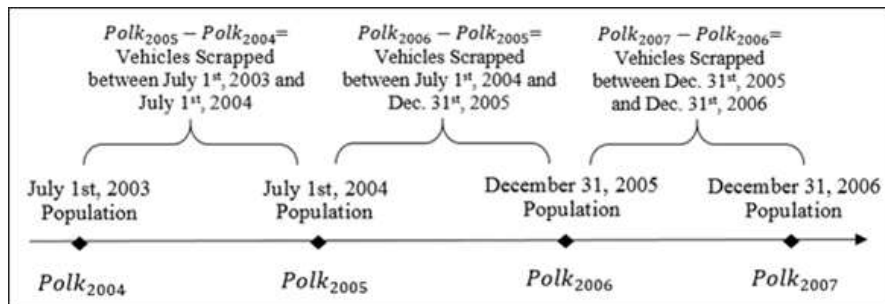 Polk₂₀₀₅ − Polk₂₀₀₄=
Vehicles Scrapped
between July 1ˢᵗ, 2003 and
July 1ˢᵗ, 2004
Polk₂₀₀₆ − Polk₂₀₀₅=
Vehicles Scrapped
between July 1ˢᵗ, 2004 and
Dec. 31ˢᵗ, 2005
Polk₂₀₀₇ − Polk₂₀₀₆=
Vehicles Scrapped
between Dec. 31ˢᵗ, 2005
and Dec. 31ˢᵗ, 2006
July 1st, 2003
Population
July 1st, 2004
Population
December 31, 2005
Population
December 31, 2006
Population
Polk₂₀₀₄
Polk₂₀₀₅
Polk₂₀₀₆
Polk₂₀₀₇